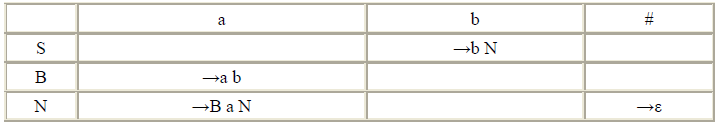 a b #
S →b N
B →a b
N →B a N →ε